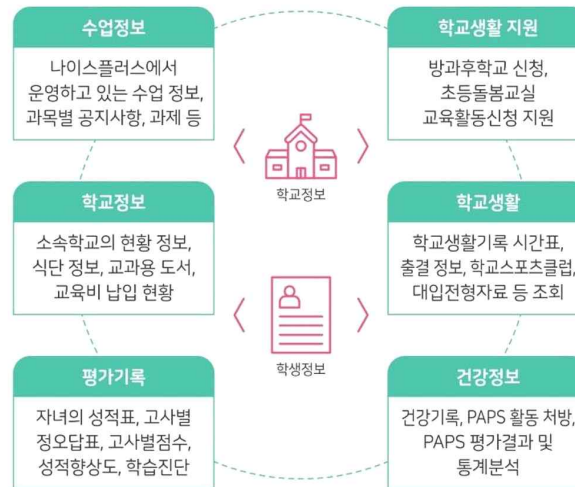 수업정보
나이스플러스에서
운영하고 있는 수업 정보,
과목별 공지사항, 과제 등
학교생활 지원
방과후학교 신청,
초등돌봄교실
교육활동신청 지원
학교정보
학교정보
소속학교의 현황 정보,
식단 정보, 교과용 도서,
교육비 납입 현황
학교생활
학교생활기록 시간표,
출결 정보, 학교스포츠클럽,
대입전형자료 등 조회
학생정보
평가기록
자녀의 성적표, 고사별
정오답표, 고사별점수,
성적향상도, 학습진단
건강정보
건강기록, PAPS 활동 처방,
PAPS 평가결과 및
통계분석